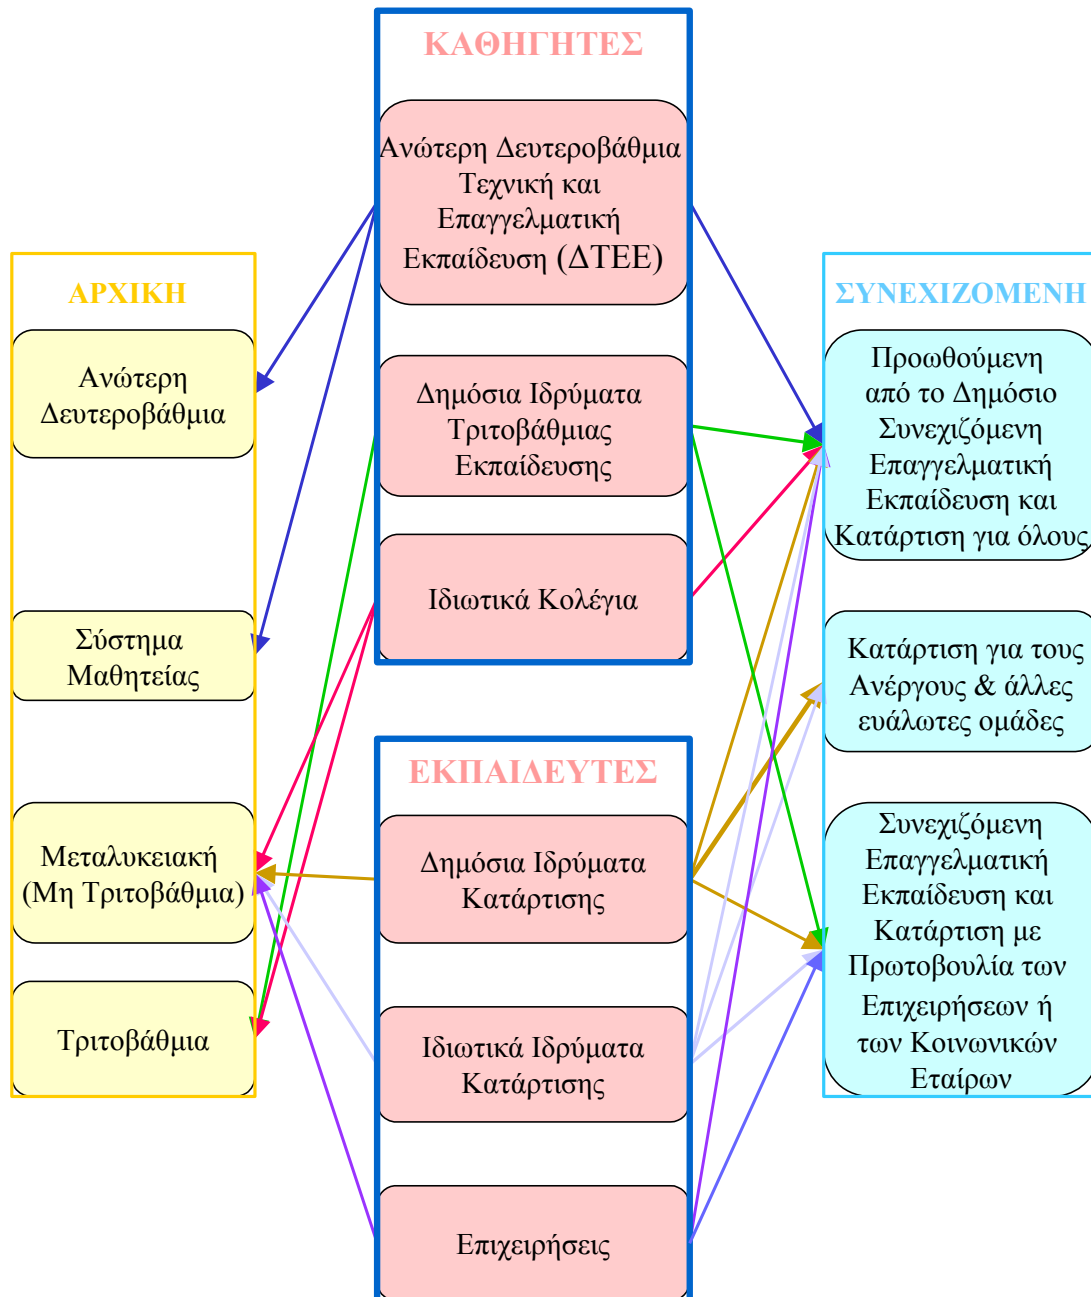 ΚΑΘΗΓΗΤΕΣ
Ανώτερη Δευτεροβάθμια
Τεχνική και
Επαγγελματική
Εκπαίδευση (ΔΤΕΕ)
Δημόσια Ιδρύματα
Τριτοβάθμιας
Εκπαίδευσης
Ιδιωτικά Κολέγια
ΑΡΧΙΚΗ
Ανώτερη
Δευτεροβάθμια
Σύστημα
Μαθητείας
Μεταλυκειακή
(Μη Τριτοβάθμια)
Τριτοβάθμια
ΕΚΠΑΙΔΕΥΤΕΣ
Δημόσια Ιδρύματα
Κατάρτισης
Ιδιωτικά Ιδρύματα
Κατάρτισης
Επιχειρήσεις
ΣΥΝΕΧΙΖΟΜΕΝΗ
Προωθούμενη
από το Δημόσιο
Συνεχιζόμενη
Επαγγελματική
Εκπαίδευση και
Κατάρτιση για όλους
Κατάρτιση για τους
Ανέργους & άλλες
ευάλωτες ομάδες
Συνεχιζόμενη
Επαγγελματική
Εκπαίδευση και
Κατάρτιση με
Πρωτοβουλία των
Επιχειρήσεων ή
των Κοινωνικών
Εταίρων